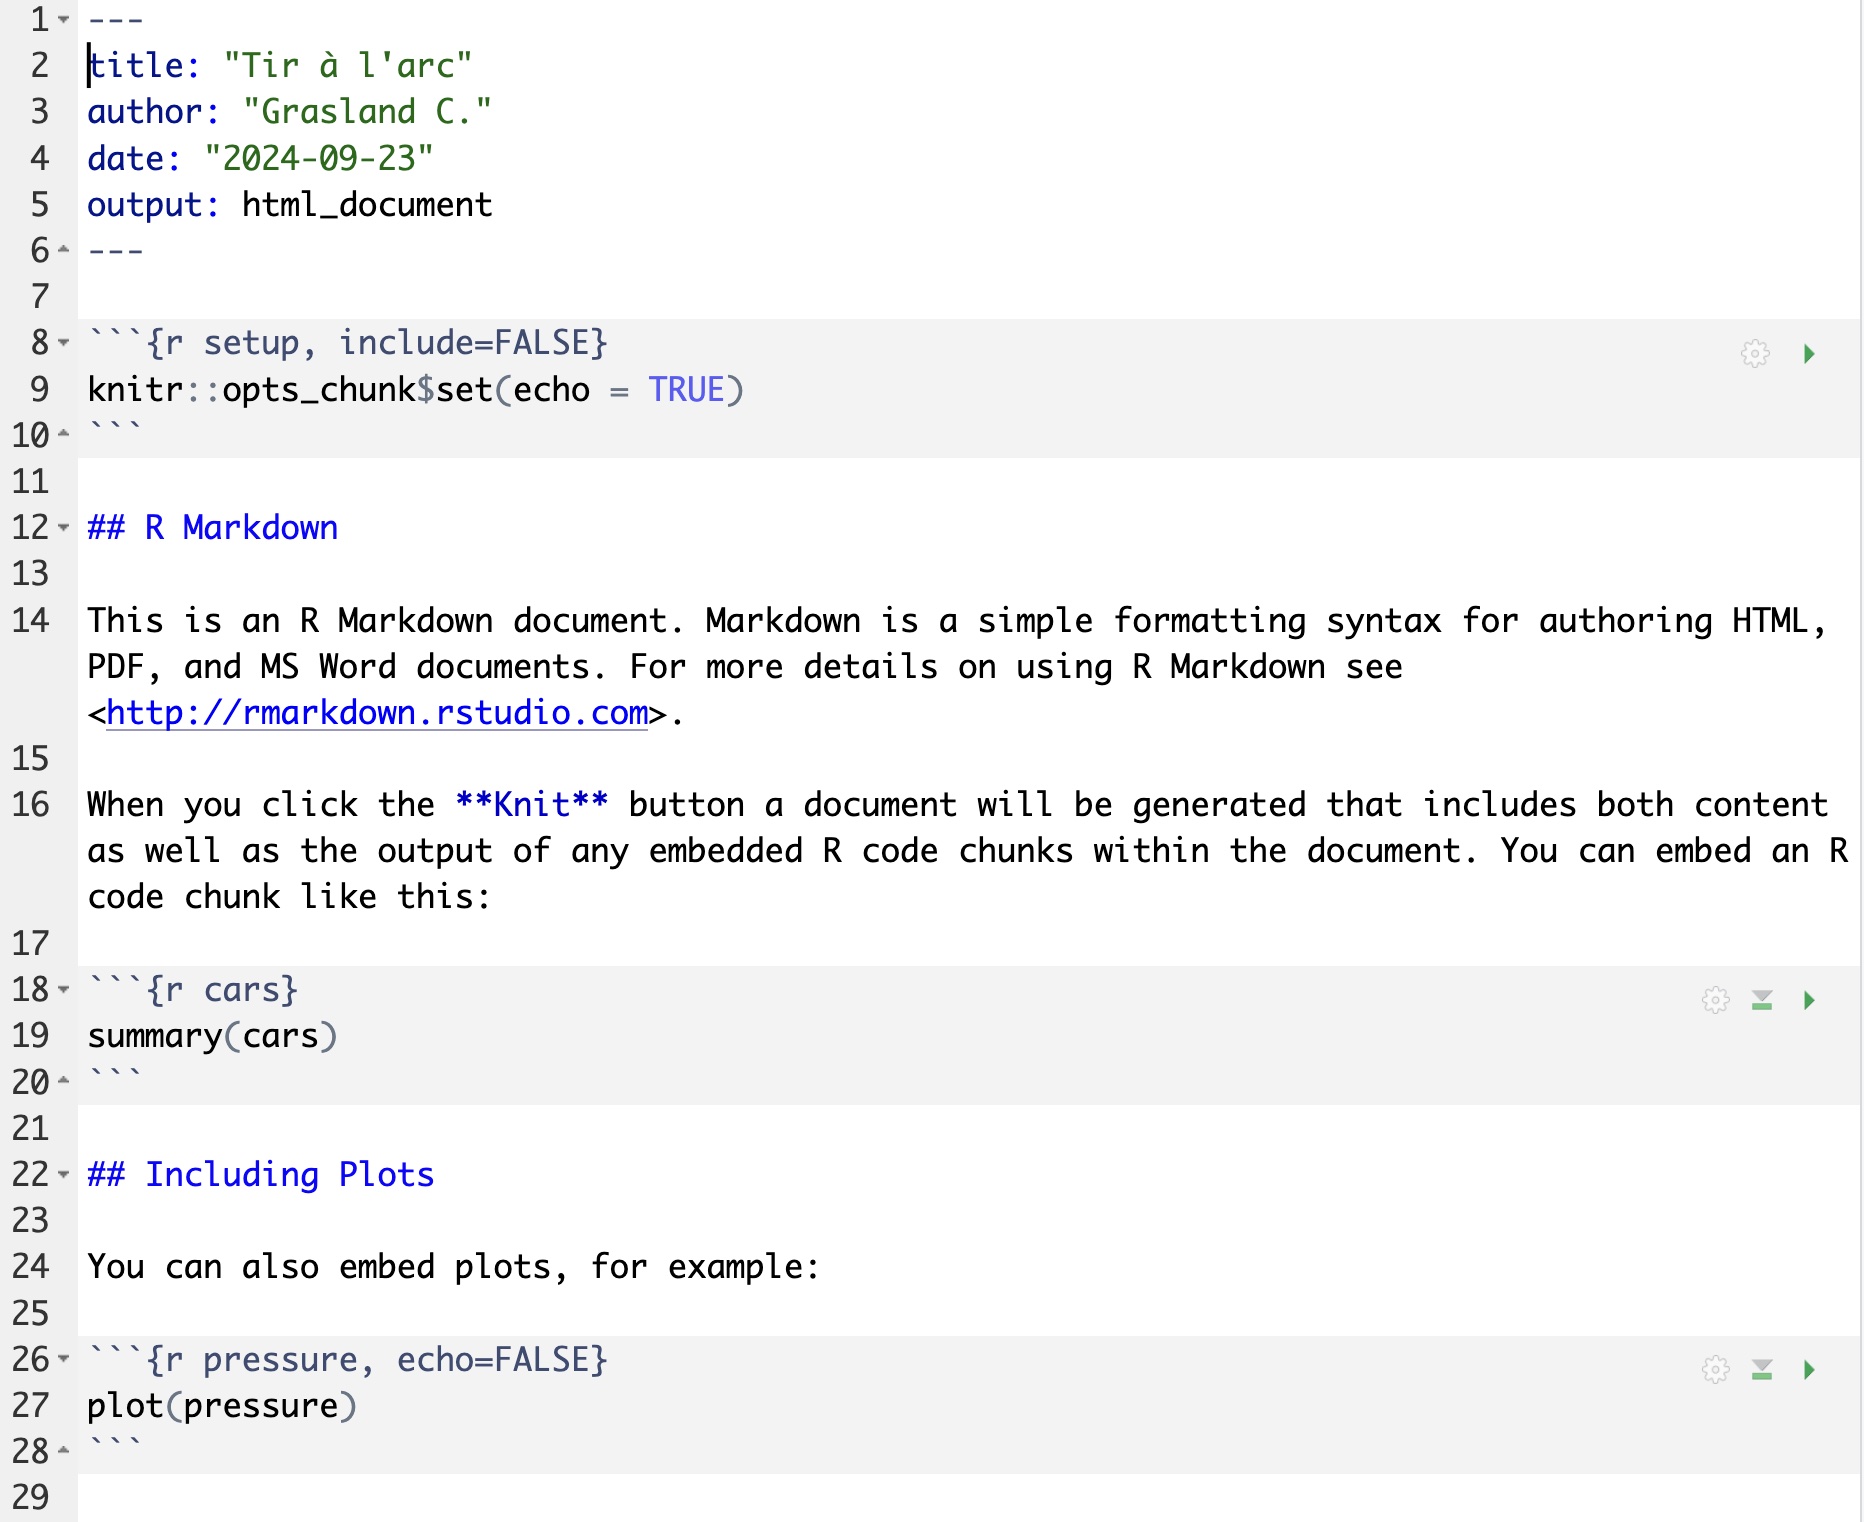 1 ---
2 title: "Tir à l'arc"
3 author: "Grasland C."
4 date: "2024-09-23"
5 output: html_document
6 ---
7
8 ```{r setup, include=FALSE}
9 knitr::opts_chunk$set(echo = TRUE)
10 ```
11
12 ## R Markdown
13
14 This is an R Markdown document. Markdown is a simple formatting syntax for authoring HTML,
PDF, and MS Word documents. For more details on using R Markdown see
<http://rmarkdown.rstudio.com>.
15
16 When you click the **Knit** button a document will be generated that includes both content
as well as the output of any embedded R code chunks within the document. You can embed an R
code chunk like this:
17
18 ```{r cars}
19 summary(cars)
20 ```
21
22 ## Including Plots
23
24 You can also embed plots, for example:
25
26 ```{r pressure, echo=FALSE}
27 plot(pressure)
28 ```
29